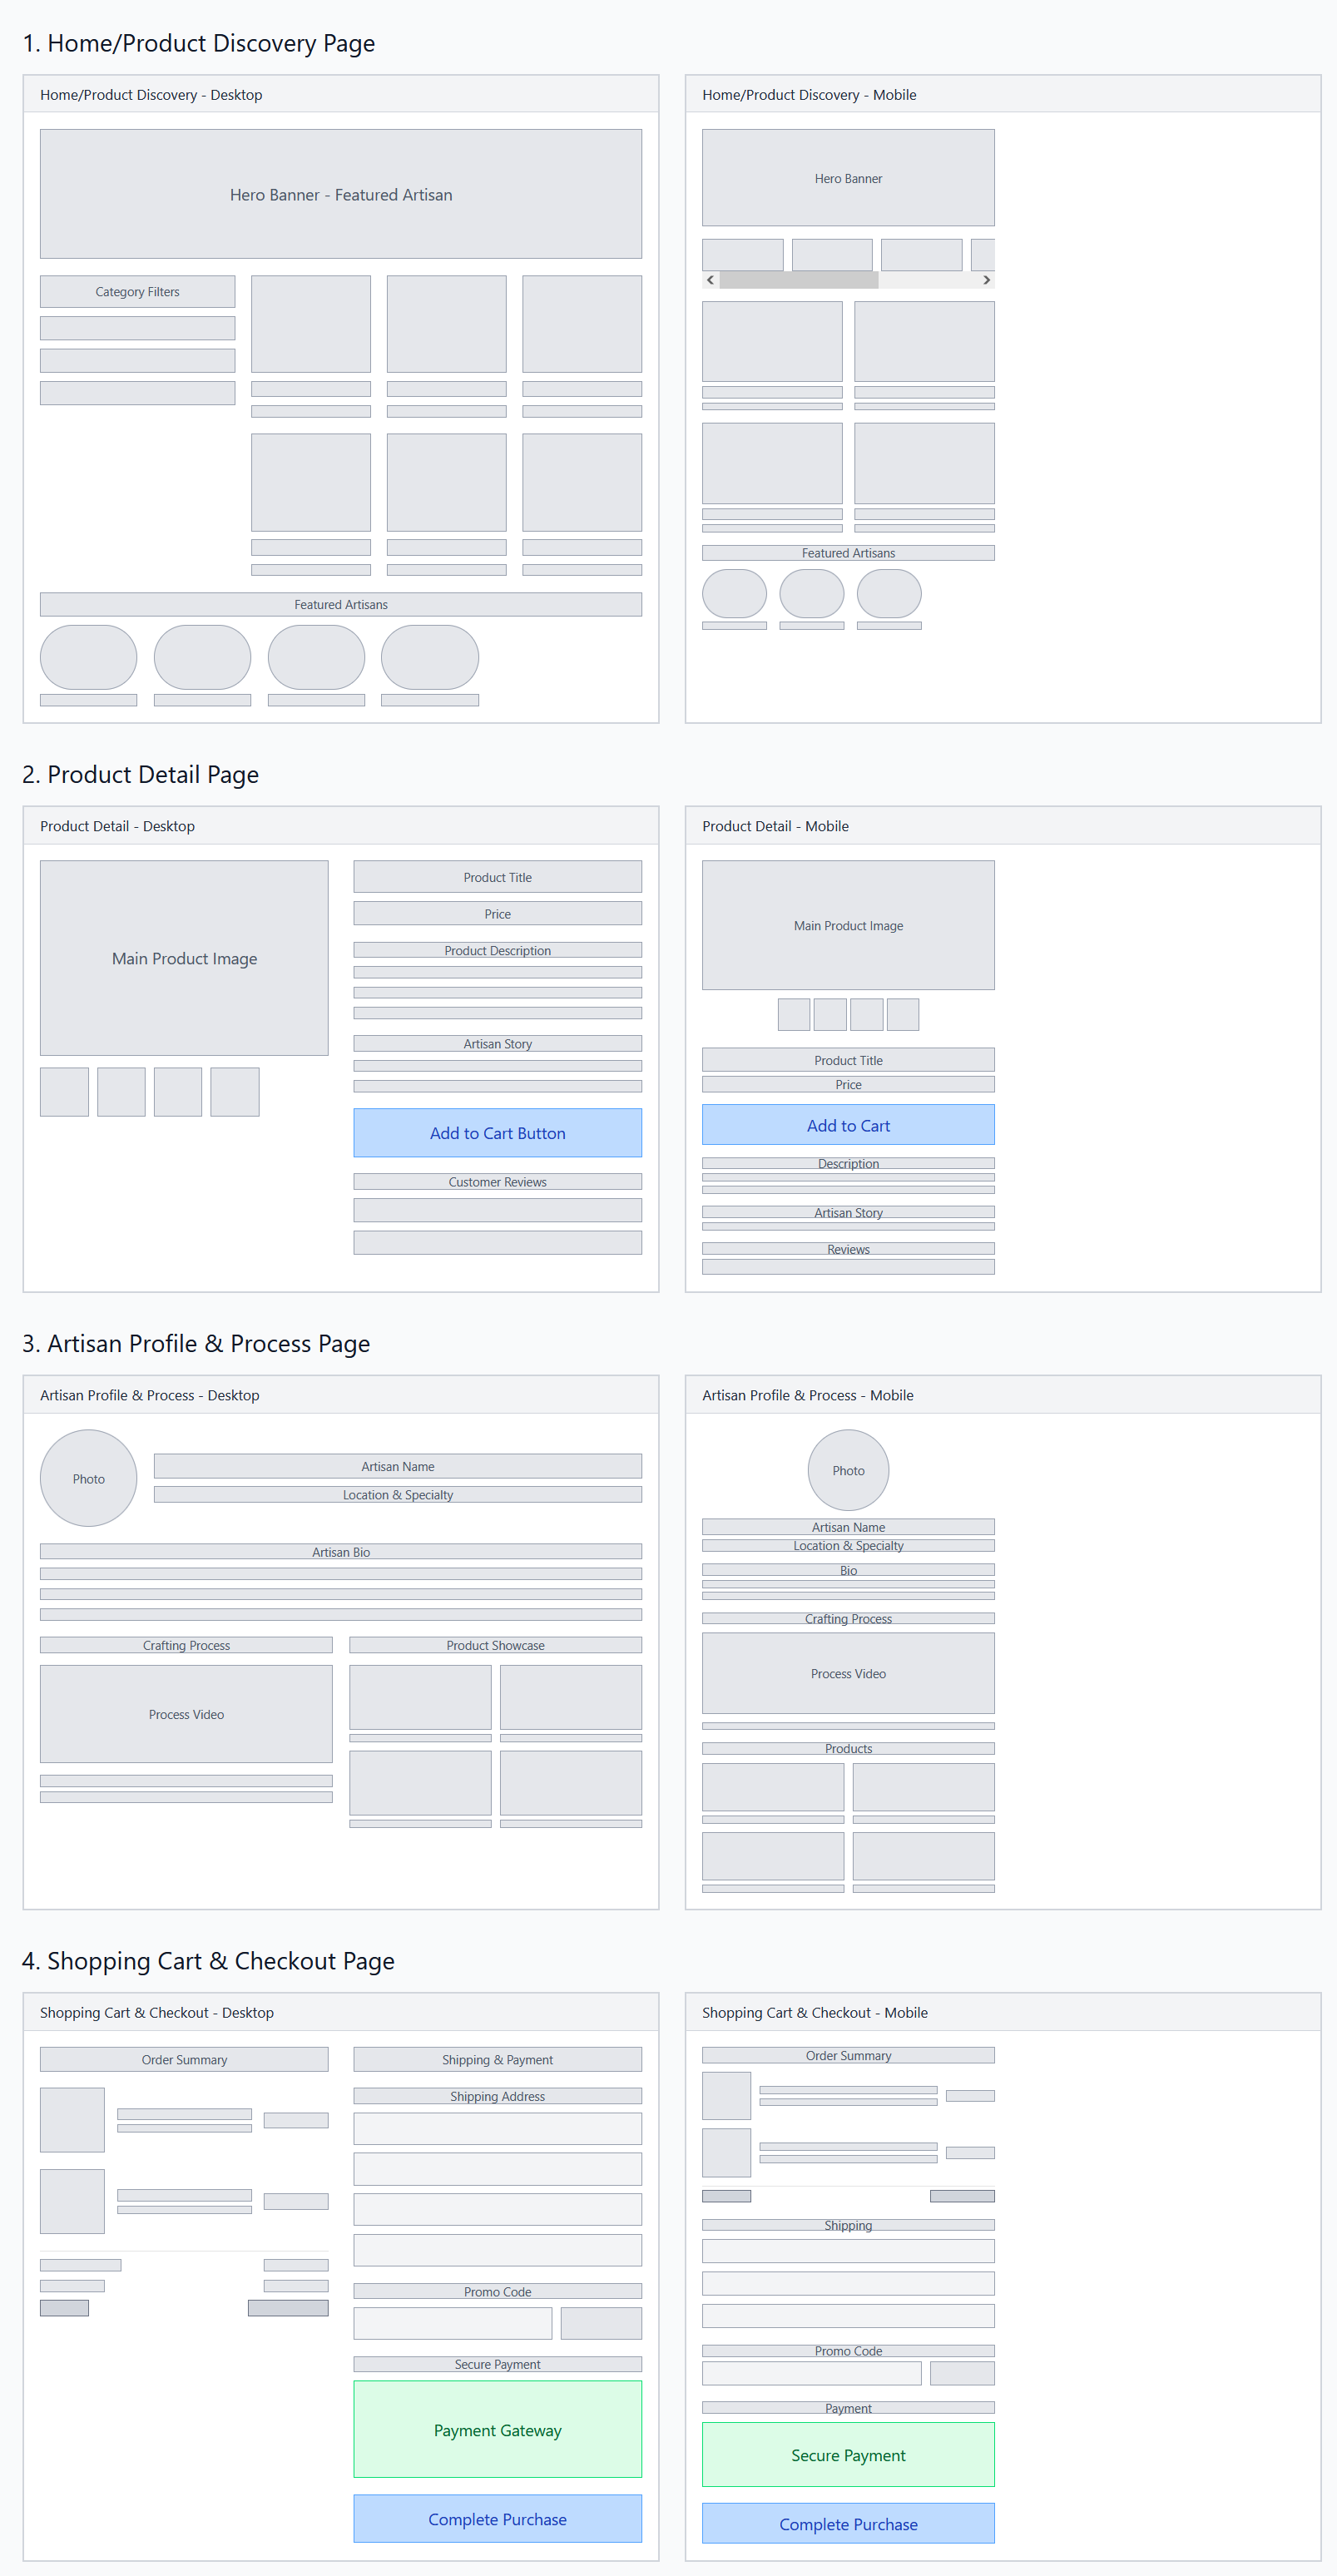 1. Home/Product Discovery Page
Home/Product Discovery - Desktop
Hero Banner - Featured Artisan
Category Filters
Featured Artisans
Home/Product Discovery - Mobile
Hero Banner
Featured Artisans
2. Product Detail Page
Product Detail - Desktop
Main Product Image
Product Title
Price
Product Description
Artisan Story
Add to Cart Button
Customer Reviews
Product Detail - Mobile
Main Product Image
Product Title
Price
Add to Cart
Description
Artisan Story
Reviews
3. Artisan Profile & Process Page
Artisan Profile & Process - Desktop
Photo
Artisan Name
Location & Specialty
Artisan Bio
Crafting Process
Process Video
Product Showcase
Artisan Profile & Process - Mobile
Photo
Artisan Name
Location & Specialty
Bio
Crafting Process
Process Video
Products
4. Shopping Cart & Checkout Page
Shopping Cart & Checkout - Desktop
Order Summary
Shipping & Payment
Shipping Address
Promo Code
Secure Payment
Payment Gateway
Complete Purchase
Shopping Cart & Checkout - Mobile
Order Summary
Shipping
Promo Code
Payment
Secure Payment
Complete Purchase